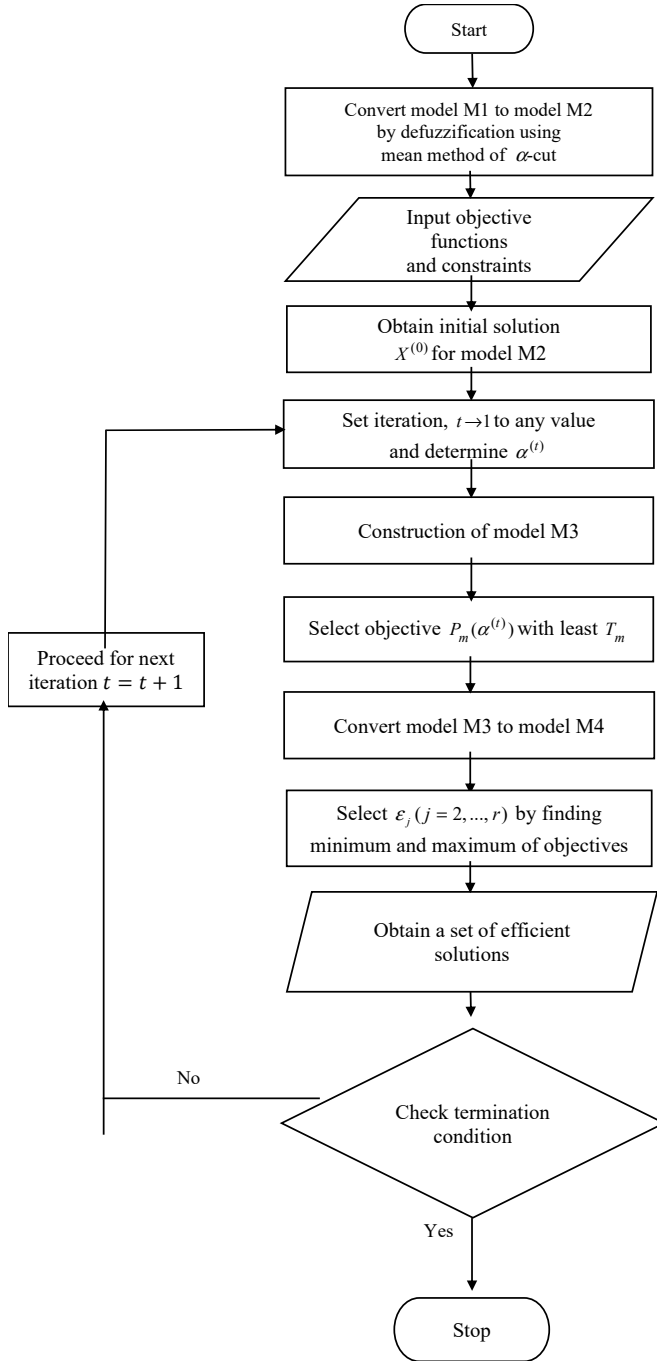 Start
Convert model M1 to model M2
by defuzzification using
mean method of α-cut
Input objective
functions
and constraints
Obtain initial solution
X⁽⁰⁾ for model M2
Set iteration, t→1 to any value
and determine α⁽ᵗ⁾
Construction of model M3
Select objective Pₘ(α⁽ᵗ⁾) with least Tₘ
Proceed for next
iteration t = t + 1
Convert model M3 to model M4
Select εⱼ (j = 2,..., r) by finding
minimum and maximum of objectives
Obtain a set of efficient
solutions
No
Check termination
condition
Yes
Stop